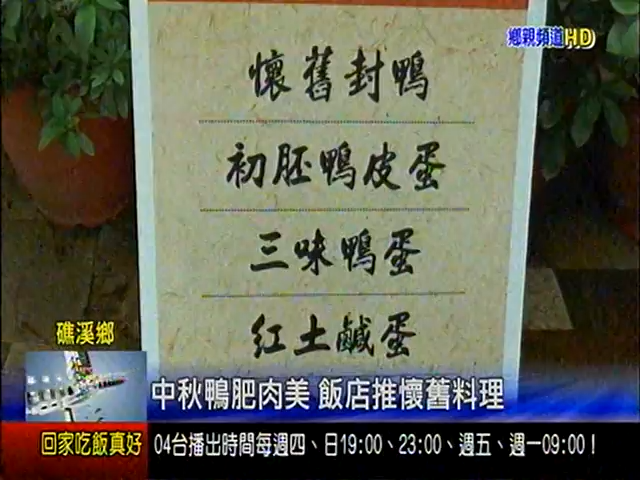 鄉親頻道HD
懷舊封鴨
初胚鴨皮蛋
三味鴨蛋
紅土鹹蛋
礁溪鄉
中秋鴨肥肉美 飯店推懷舊料理
回家吃飯真好
04台播出時間每週四、日19:00、23:00、週五、週一09:00！